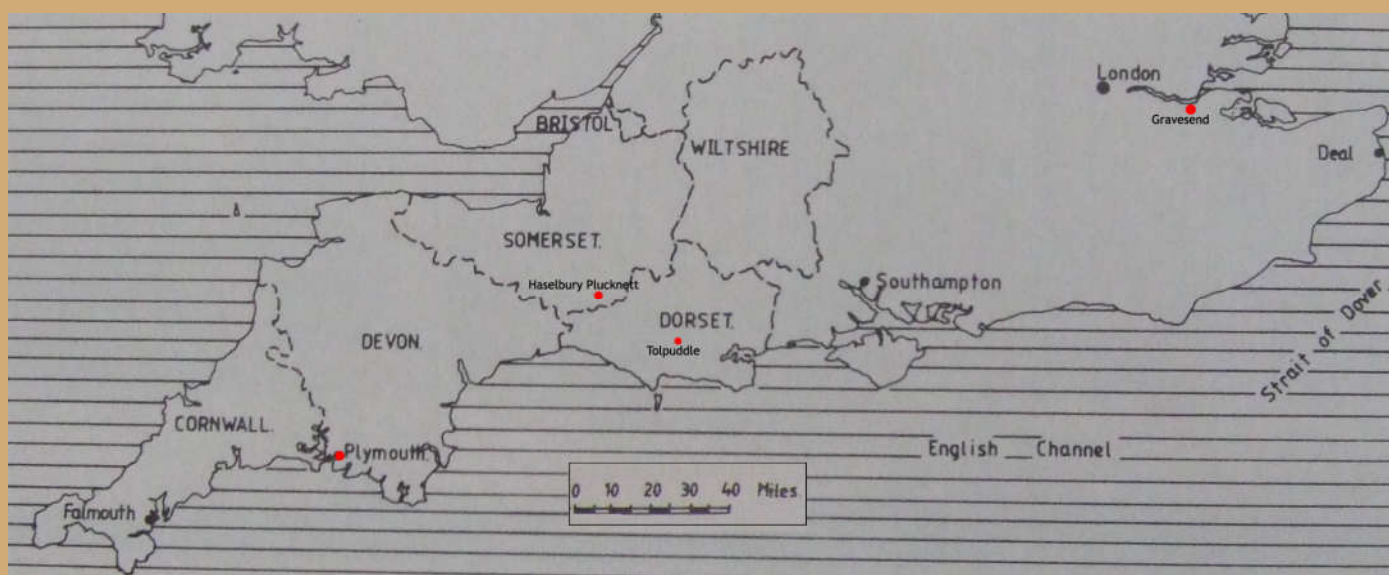 London
Gravesend
BRISTOL
WILTSHIRE
Deal
SOMERSET.
Haselbury Plucknett
Southampton
DORSET.
DEVON.
Tolpuddle
Strait of Dover
CORNWALL.
Plymouth
English Channel
0 10 20 30 40 Miles.
Falmouth